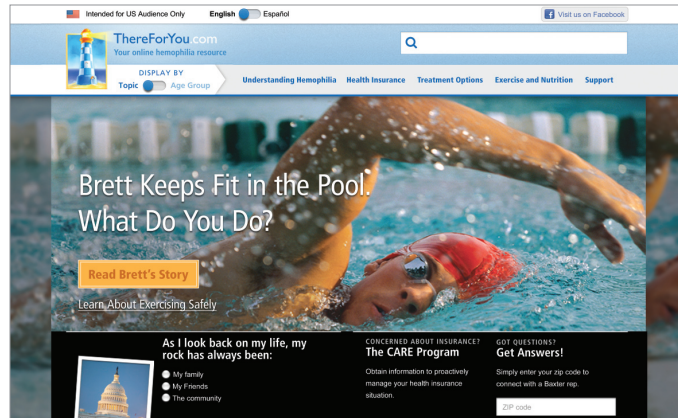 Intended for US Audience Only
English
Español
Visit us on Facebook
ThereForYou.com
Your online hemophilia resource
DISPLAY BY
Topic
Age Group
Understanding Hemophilia
Health Insurance
Treatment Options
Exercise and Nutrition
Support
Brett Keeps Fit in the Pool.
What Do You Do?
Read Brett's Story
Learn About Exercising Safely
As I look back on my life, my
rock has always been:
My family
My Friends
The community
CONCERNED ABOUT INSURANCE?
The CARE Program
Obtain information to proactively
manage your health insurance
situation.
GOT QUESTIONS?
Get Answers!
Simply enter your zip code to
connect with a Baxter rep.
ZIP code